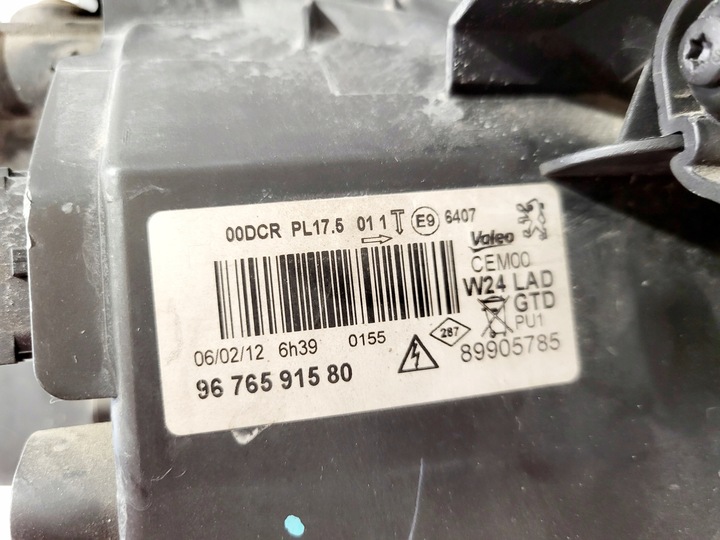 00DCR PL17.5 01 1 E9 6407
Valeo
CEM00
W24 LAD
GTD
PU1
287
06/02/12 6h39 0155
89905785
96 765 915 80